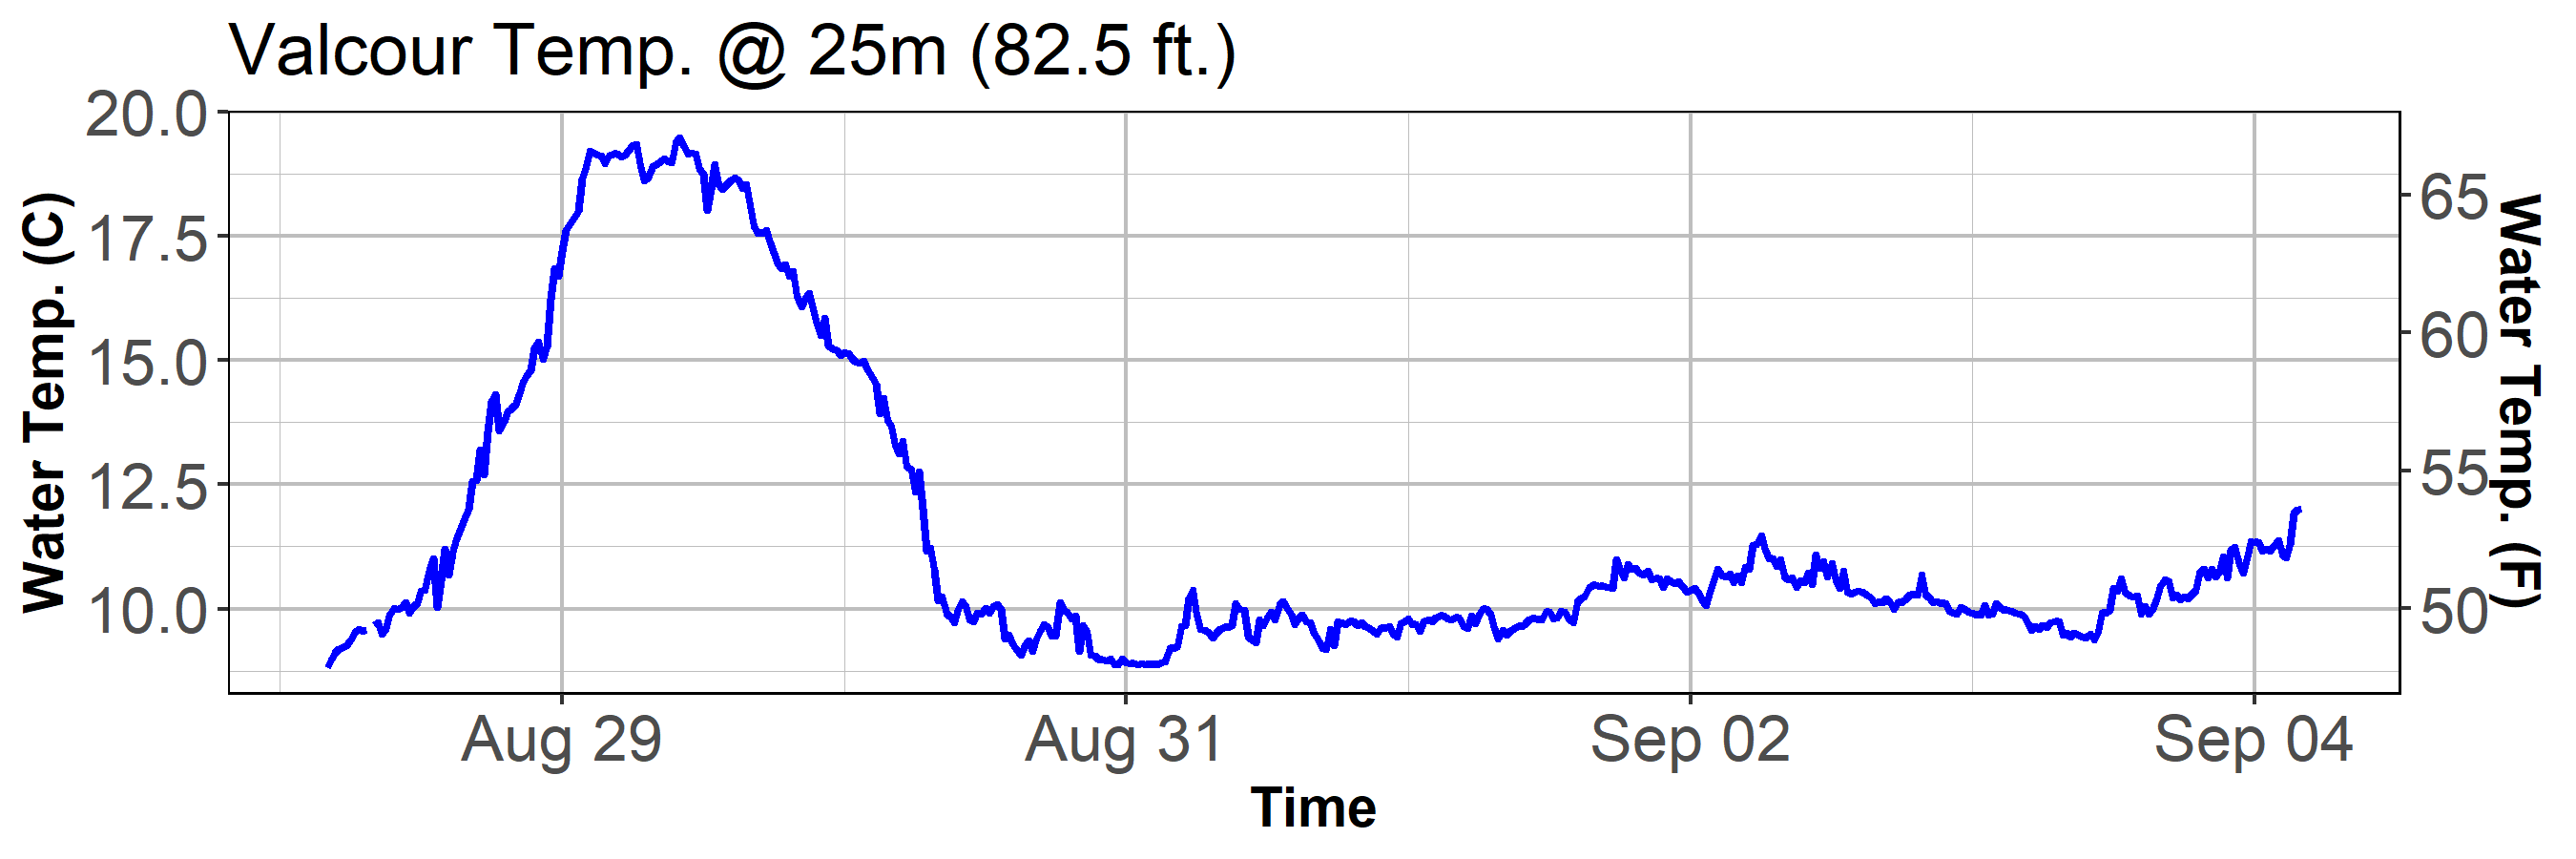 Valcour Temp. @ 25m (82.5 ft.)
Water Temp. (C)
20.0
17.5
15.0
12.5
10.0
65
60
55
50
Water Temp. (F)
Aug 29
Aug 31
Sep 02
Sep 04
Time